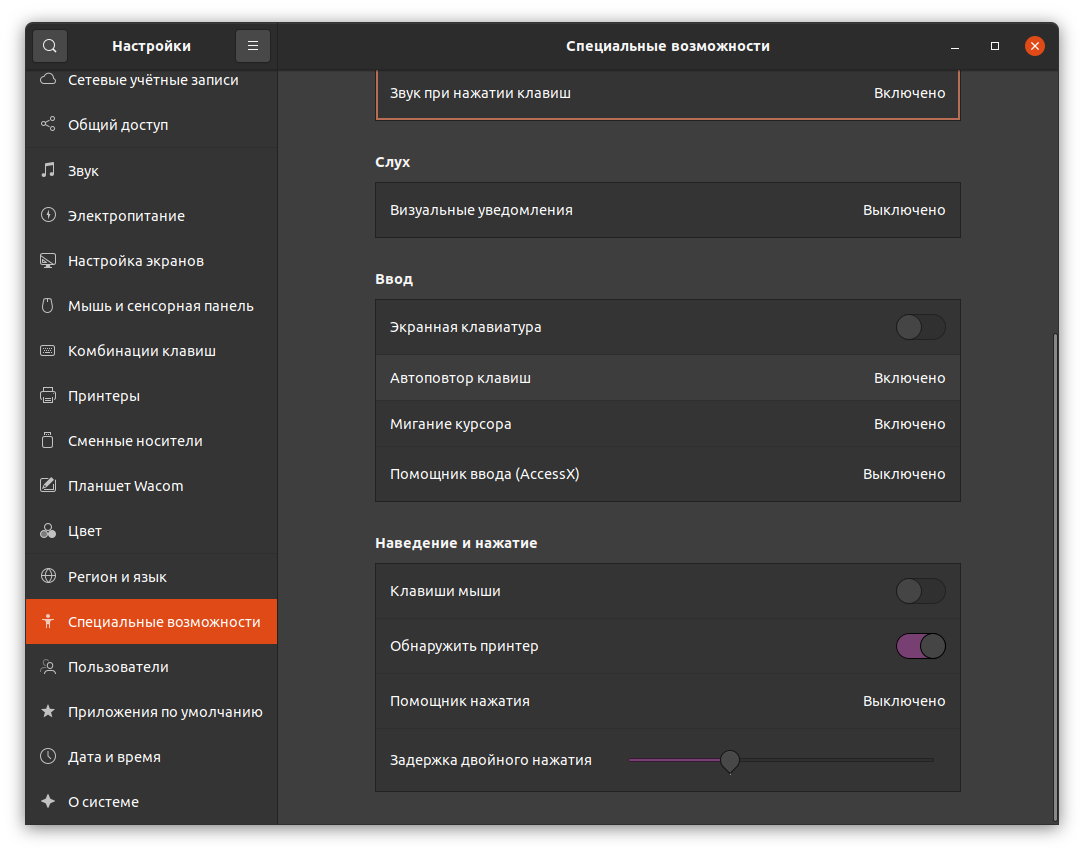 Настройки
Специальные возможности
Сетевые учётные записи
Общий доступ
Звук
Электропитание
Настройка экранов
Мышь и сенсорная панель
Комбинации клавиш
Принтеры
Сменные носители
Планшет Wacom
Цвет
Регион и язык
Специальные возможности
Пользователи
Приложения по умолчанию
Дата и время
О системе
Звук при нажатии клавиш Включено
Слух
Визуальные уведомления Выключено
Ввод
Экранная клавиатура
Автоповтор клавиш Включено
Мигание курсора Включено
Помощник ввода (AccessX) Выключено
Наведение и нажатие
Клавиши мыши
Обнаружить принтер
Помощник нажатия Выключено
Задержка двойного нажатия